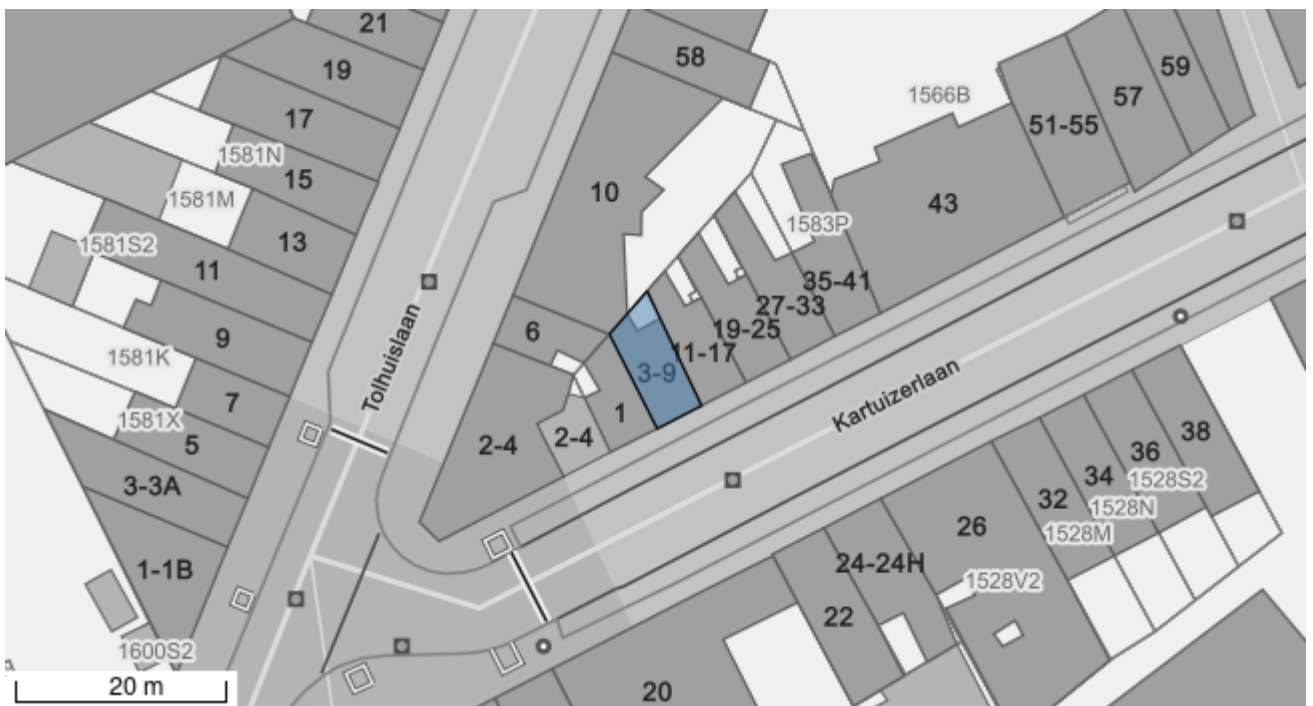 21
19
58
59
57
1566B
51-55
17
1581N
15
1581M
10
43
1583P
13
1581S2
11
35-41
27-33
6
19-25
9
11-17
1581K
3-9
Tolhuislaan
Kartuizerlaan
7
1
1581X
5
2-4
2-4
38
36
34
1528S2
3-3A
32
1528N
26
1528M
1-1B
24-24H
1528V2
22
1600S2
20 m
20